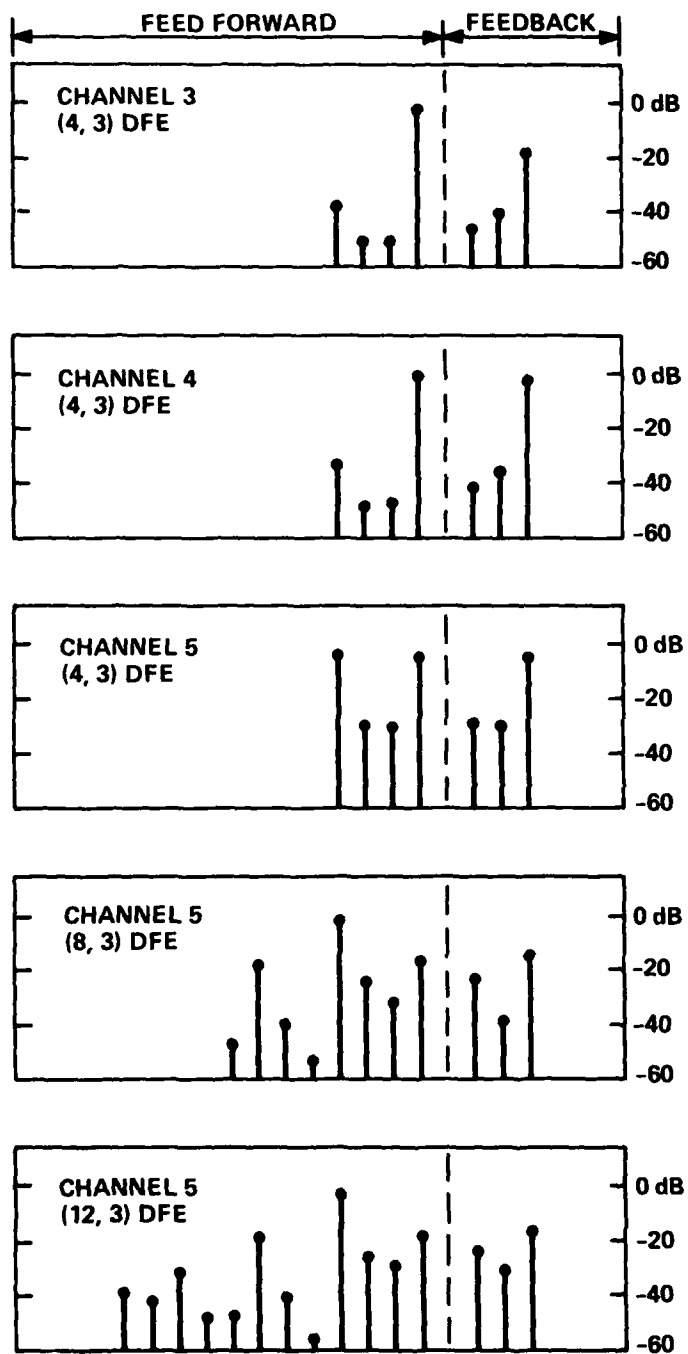 FEED FORWARD FEEDBACK
CHANNEL 3
(4, 3) DFE
0 dB
-20
-40
-60
CHANNEL 4
(4, 3) DFE
0 dB
-20
-40
-60
CHANNEL 5
(4, 3) DFE
0 dB
-20
-40
-60
CHANNEL 5
(8, 3) DFE
0 dB
-20
-40
-60
CHANNEL 5
(12, 3) DFE
0 dB
-20
-40
-60